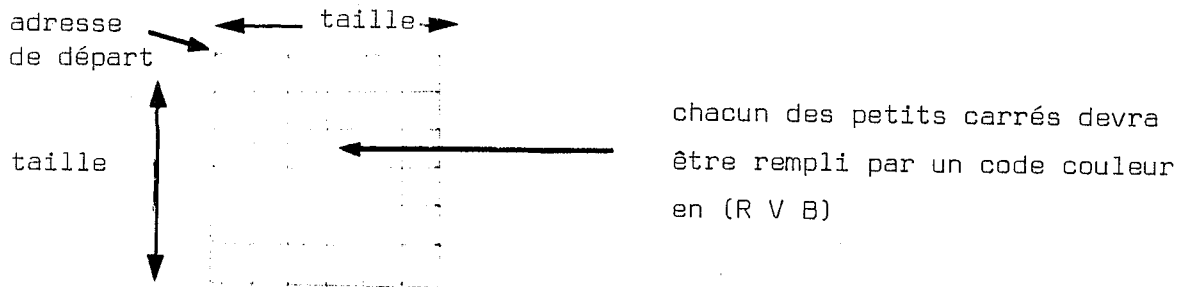 adresse
de départ
taille
taille
chacun des petits carrés devra
être rempli par un code couleur
en (R V B)